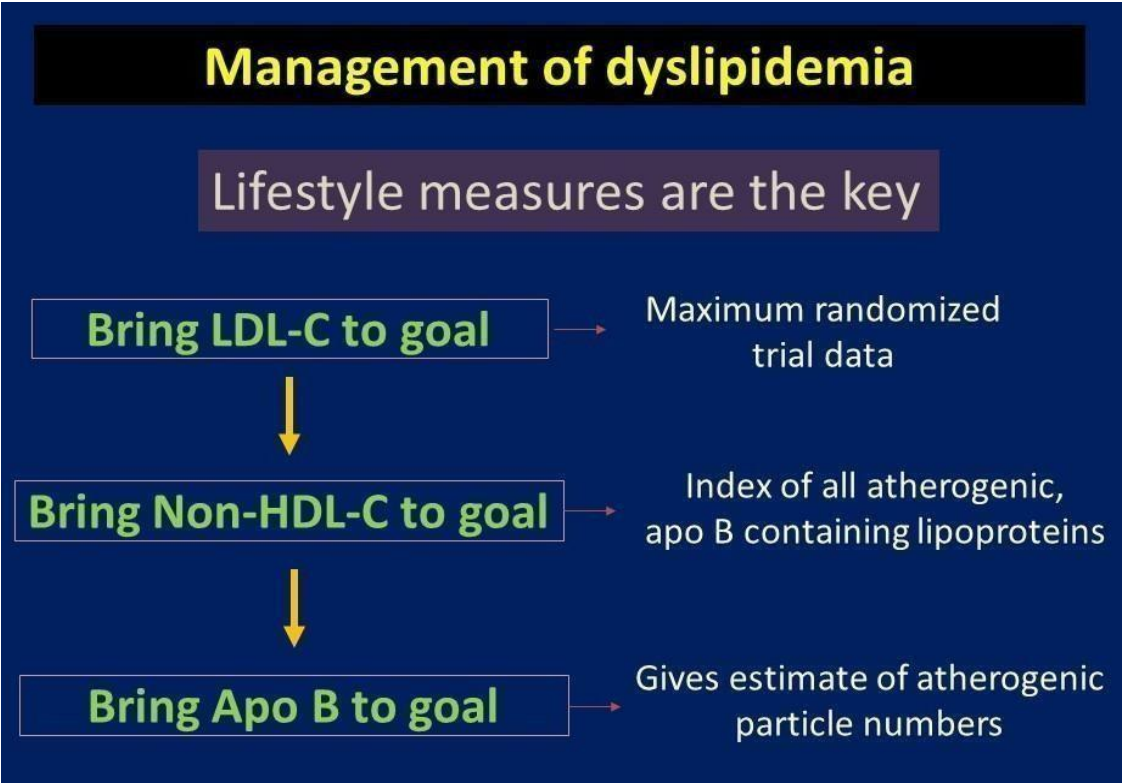 Management of dyslipidemia
Lifestyle measures are the key
Bring LDL-C to goal
Maximum randomized
trial data
Bring Non-HDL-C to goal
Index of all atherogenic,
apo B containing lipoproteins
Bring Apo B to goal
Gives estimate of atherogenic
particle numbers